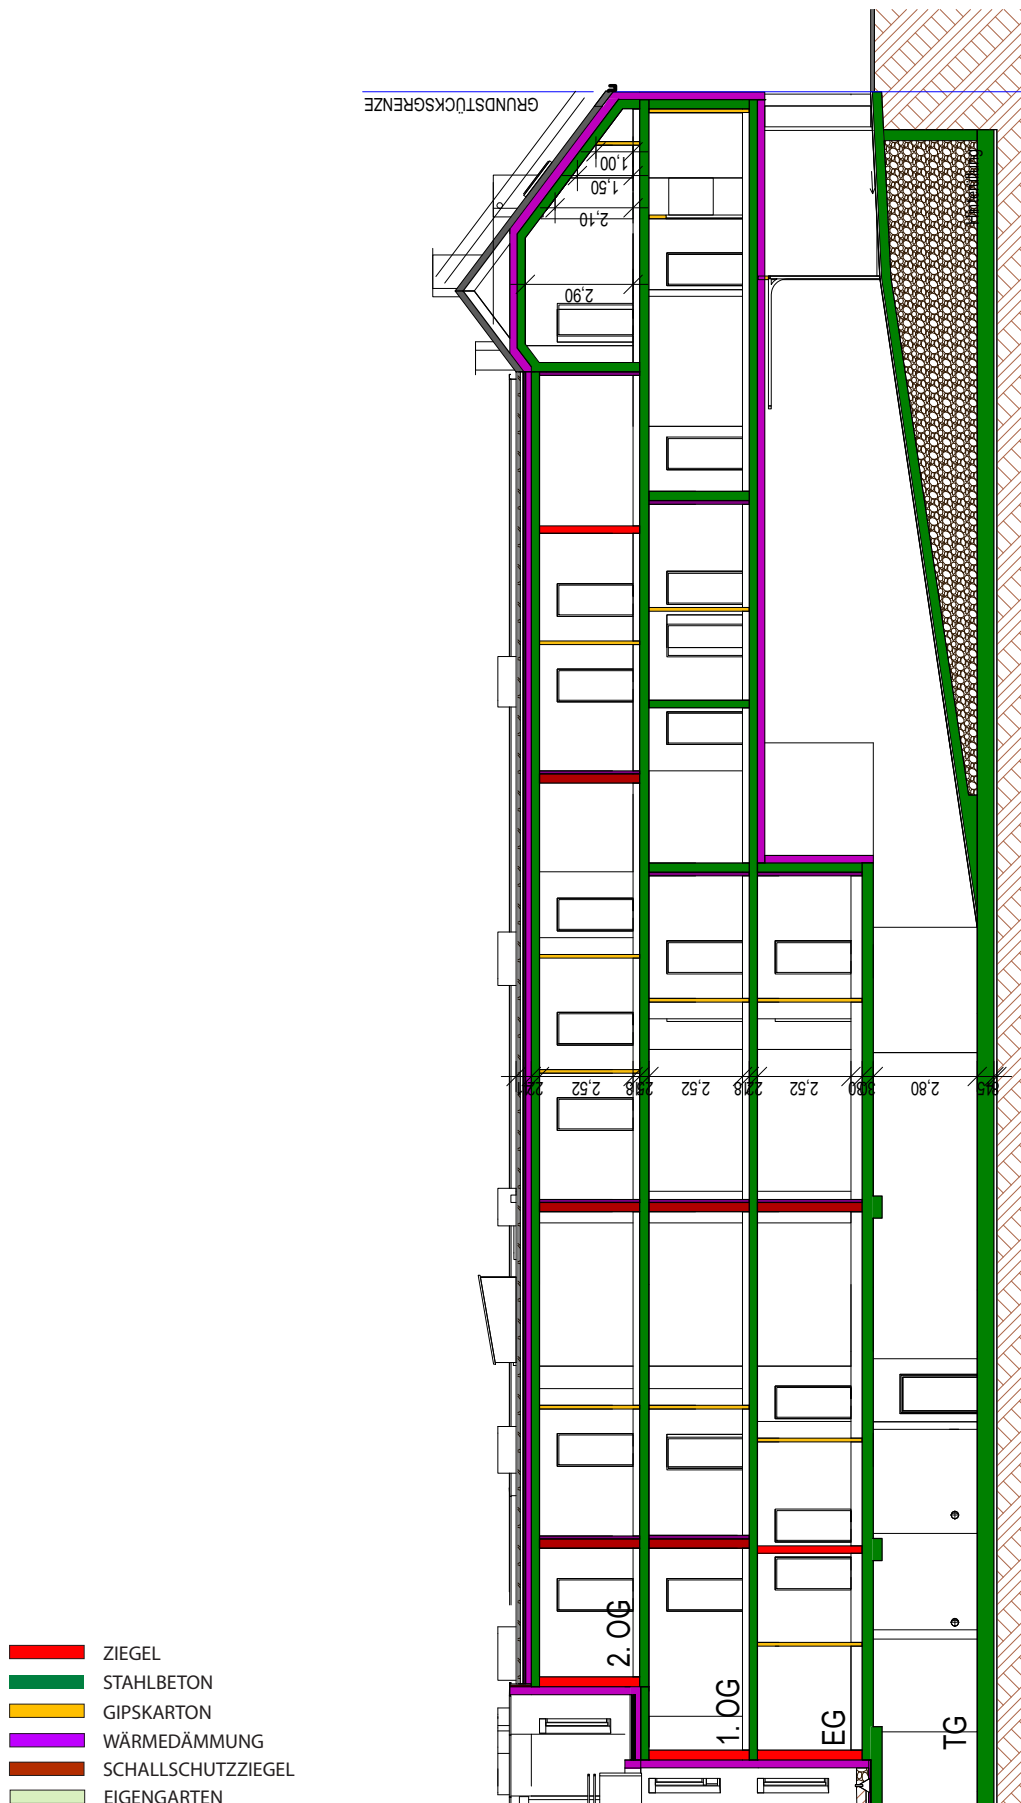 GRUNDSTÜCKSGRENZE
1,00
1,50
2,10
2,90
2,52
2,52
2,52
2,80
2. OG
1. OG
EG
TG
ZIEGEL
STAHLBETON
GIPSKARTON
WÄRMEDÄMMUNG
SCHALLSCHUTZZIEGEL
EIGENGARTEN